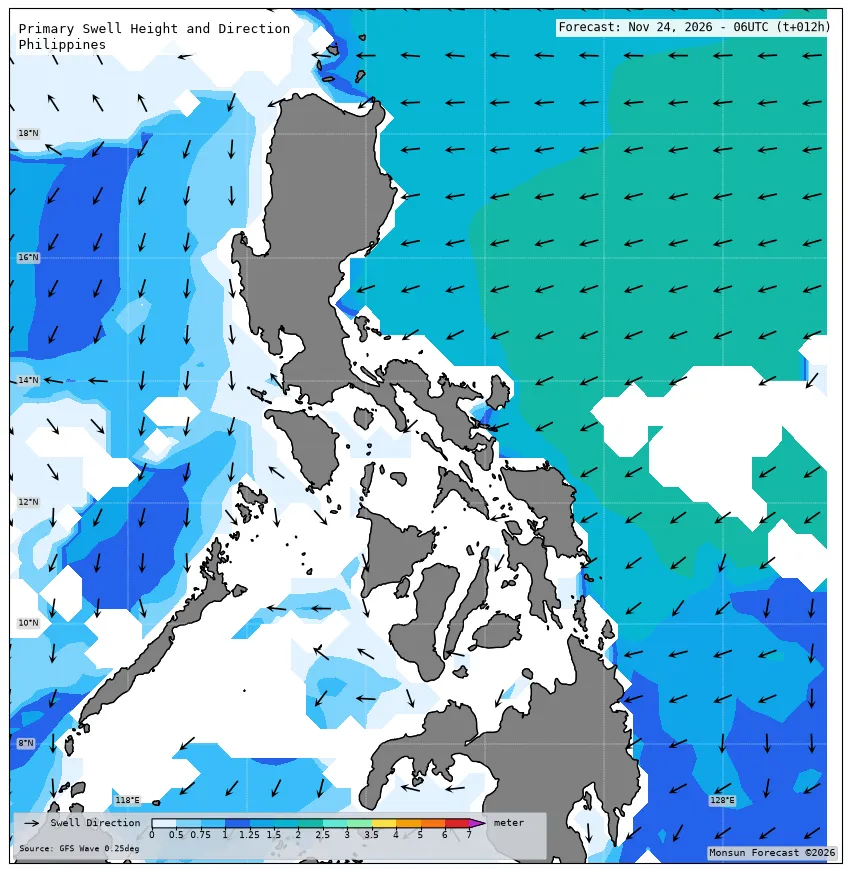 Primary Swell Height and Direction
Philippines
Forecast: Nov 24, 2026 - 06UTC (t+012h)
18°N
16°N
14°N
12°N
10°N
8°N
118°E
128°E
Swell Direction
0 0.5 0.75 1 1.25 1.5 2 2.5 3 3.5 4 5 6 7
meter
Source: GFS Wave 0.25deg
Monsun Forecast ©2026